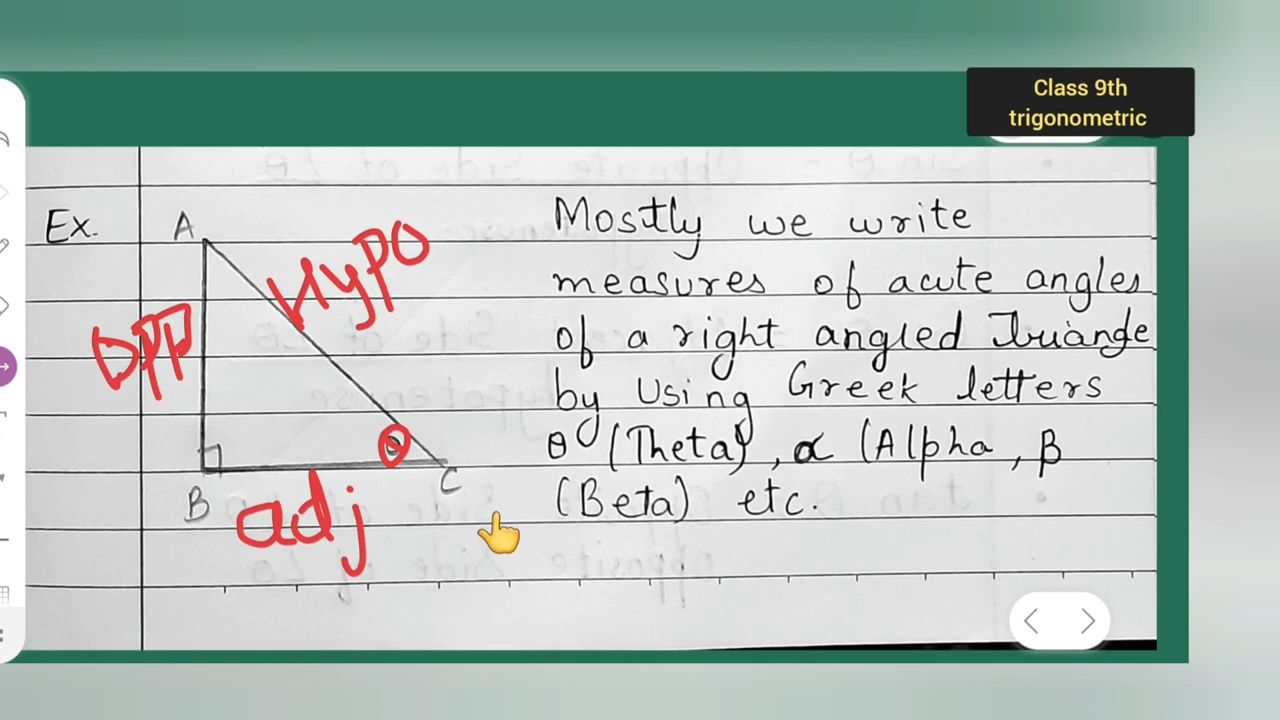 Class 9th
trigonometric
Ex.
A
Hypo
Opp
θ
B
adj
C
Mostly we write
measures of acute angles
of a right angled Triangle
by Using Greek letters
θ (Theta), α (Alpha, β
(Beta) etc.